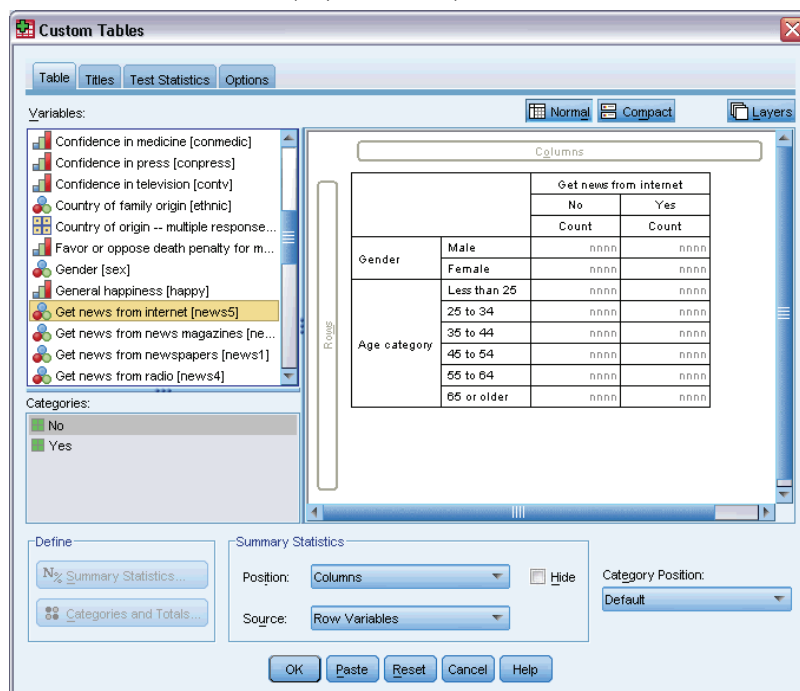 Custom Tables
Table Titles Test Statistics Options
Variables:
Normal Compact Layers
Confidence in medicine [conmedic]
Confidence in press [conpress]
Confidence in television [contv]
Country of family origin [ethnic]
Country of origin -- multiple response...
Favor or oppose death penalty for m...
Gender [sex]
General happiness [happy]
Get news from internet [news5]
Get news from news magazines [ne...
Get news from newspapers [news1]
Get news from radio [news4]
Categories:
No
Yes
Columns
Rows
Get news from internet
No Yes
Count Count
Gender Male nnnn nnnn
Female nnnn nnnn
Age category Less than 25 nnnn nnnn
25 to 34 nnnn nnnn
35 to 44 nnnn nnnn
45 to 54 nnnn nnnn
55 to 64 nnnn nnnn
65 or older nnnn nnnn
Define
N% Summary Statistics...
Categories and Totals...
Summary Statistics
Position: Columns Hide
Source: Row Variables
Category Position:
Default
OK Paste Reset Cancel Help